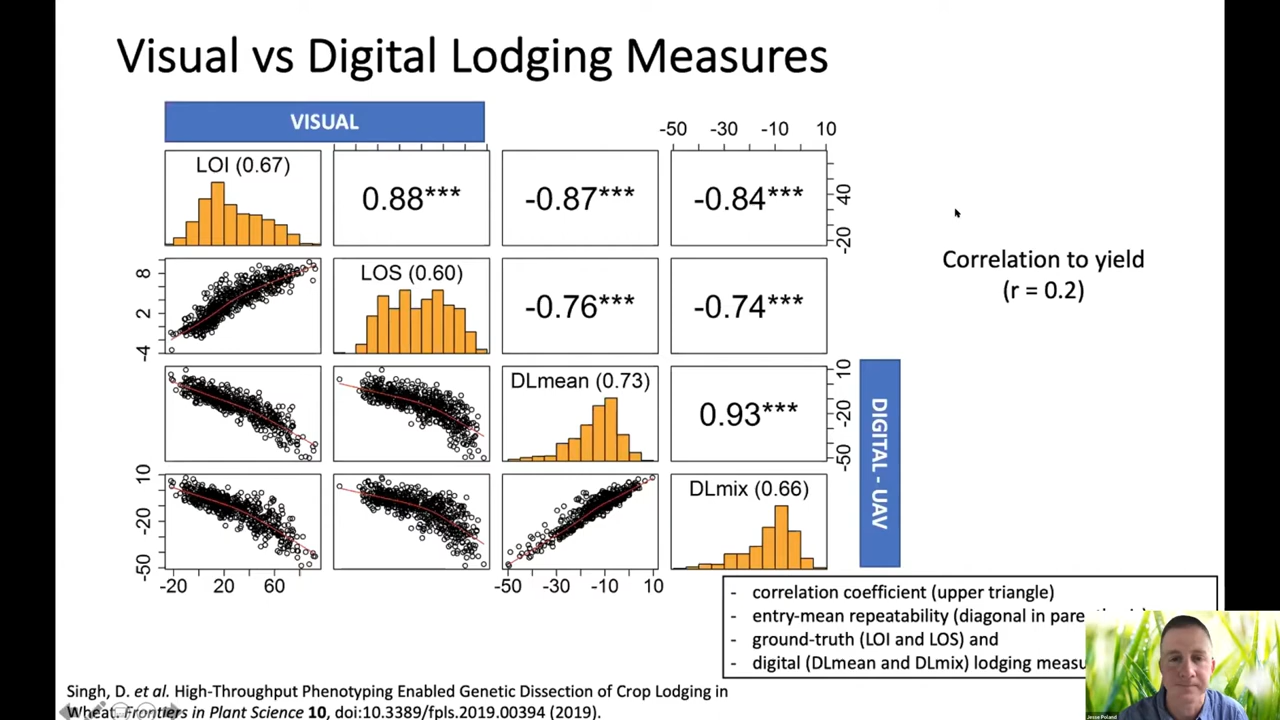 Visual vs Digital Lodging Measures
VISUAL
-50 -30 -10 10
LOI (0.67)
0.88***
-0.87***
-0.84***
-20 40
LOS (0.60)
-0.76***
-0.74***
-4 2 8
DLmean (0.73)
0.93***
-50 -20 10
DLmix (0.66)
-50 -20 10
-20 20 60
-50 -30 -10 10
DIGITAL - UAV
Correlation to yield
(r = 0.2)
- correlation coefficient (upper triangle)
- entry-mean repeatability (diagonal in
- ground-truth (LOI and LOS) and
- digital (DLmean and DLmix) lodging
Singh, D. et al. High-Throughput Phenotyping Enabled Genetic Dissection of Crop Lodging in
Wheat. Frontiers in Plant Science 10, doi:10.3389/fpls.2019.00394 (2019).
Jesse Poland